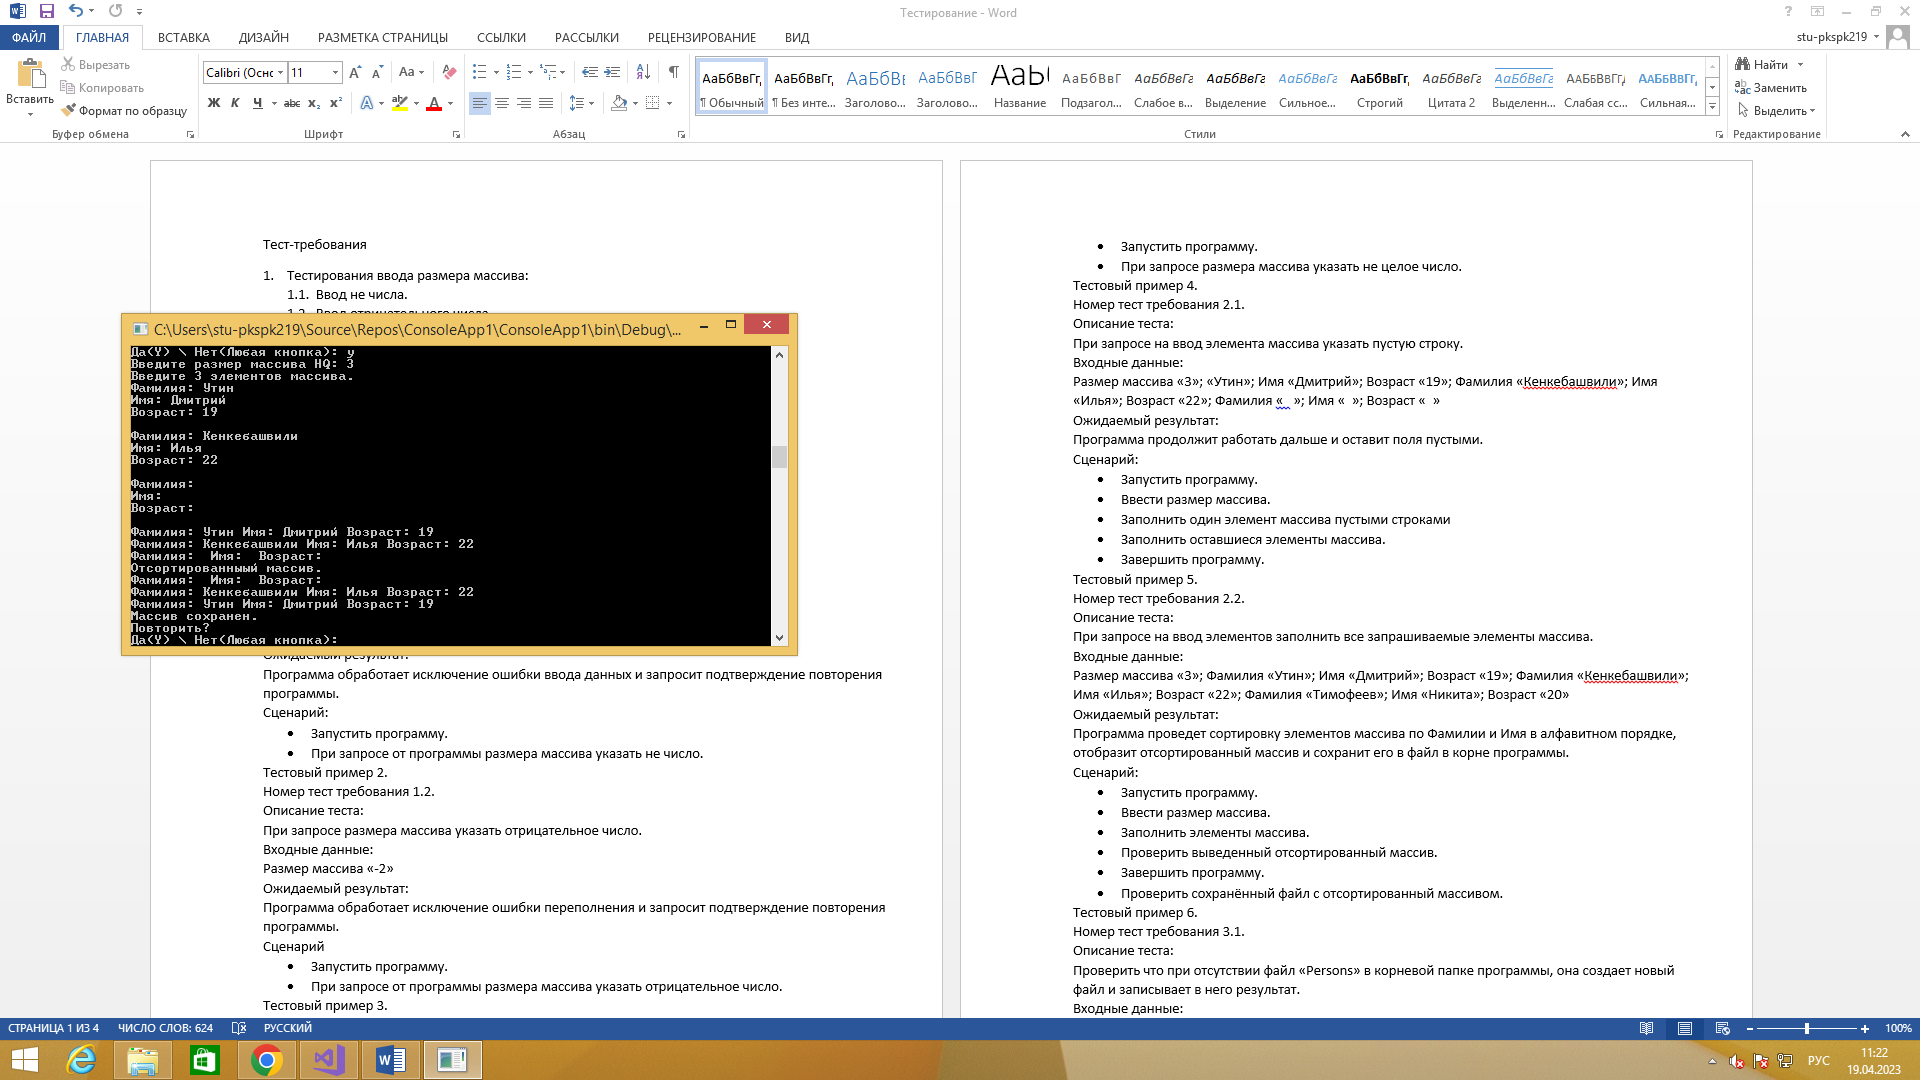 Тестирование - Word
ФАЙЛ ГЛАВНАЯ ВСТАВКА ДИЗАЙН РАЗМЕТКА СТРАНИЦЫ ССЫЛКИ РАССЫЛКИ РЕЦЕНЗИРОВАНИЕ ВИД
stu-pkspk219
Вставить
Вырезать
Копировать
Формат по образцу
Буфер обмена
Calibri (Оснс 11
Шрифт
Абзац
АаБбВвГг, АаБбВвГг, АаБбВв АаБбВвГ АаБ АаБбВвГ АаБбВвГг АаБбВвГг АаБбВвГг АаБбВвГг, АаБбВвГг АаБбВвГг ААББВВГГД ААББВВГГ,
¶ Обычный ¶ Без инте... Заголово... Заголово... Название Подзагол... Слабое в... Выделение Сильное... Строгий Цитата 2 Выделенн... Слабая сс... Сильная...
Стили
Найти
Заменить
Выделить
Редактирование
Тест-требования
1. Тестирования ввода размера массива:
1.1. Ввод не числа.
C:\Users\stu-pkspk219\Source\Repos\ConsoleApp1\ConsoleApp1\bin\Debug\...
Да(Y) \ Нет(Любая кнопка): y
Введите размер массива HQ: 3
Введите 3 элементов массива.
Фамилия: Утин
Имя: Дмитрий
Возраст: 19
Фамилия: Кенкебашвили
Имя: Илья
Возраст: 22
Фамилия:
Имя:
Возраст:
Фамилия: Утин Имя: Дмитрий Возраст: 19
Фамилия: Кенкебашвили Имя: Илья Возраст: 22
Фамилия:  Имя:  Возраст:
Отсортированныый массив.
Фамилия:  Имя:  Возраст:
Фамилия: Кенкебашвили Имя: Илья Возраст: 22
Фамилия: Утин Имя: Дмитрий Возраст: 19
Массив сохранен.
Повторить?
Да(Y) \ Нет(Любая кнопка):
Ожидаемый результат:
Программа обработает исключение ошибки ввода данных и запросит подтверждение повторения
программы.
Сценарий:
• Запустить программу.
• При запросе от программы размера массива указать не число.
Тестовый пример 2.
Номер тест требования 1.2.
Описание теста:
При запросе размера массива указать отрицательное число.
Входные данные:
Размер массива «-2»
Ожидаемый результат:
Программа обработает исключение ошибки переполнения и запросит подтверждение повторения
программы.
Сценарий
• Запустить программу.
• При запросе от программы размера массива указать отрицательное число.
Тестовый пример 3.
• Запустить программу.
• При запросе размера массива указать не целое число.
Тестовый пример 4.
Номер тест требования 2.1.
Описание теста:
При запросе на ввод элемента массива указать пустую строку.
Входные данные:
Размер массива «3»; «Утин»; Имя «Дмитрий»; Возраст «19»; Фамилия «Кенкебашвили»; Имя
«Илья»; Возраст «22»; Фамилия «  »; Имя «  »; Возраст «  »
Ожидаемый результат:
Программа продолжит работать дальше и оставит поля пустыми.
Сценарий:
• Запустить программу.
• Ввести размер массива.
• Заполнить один элемент массива пустыми строками
• Заполнить оставшиеся элементы массива.
• Завершить программу.
Тестовый пример 5.
Номер тест требования 2.2.
Описание теста:
При запросе на ввод элементов заполнить все запрашиваемые элементы массива.
Входные данные:
Размер массива «3»; Фамилия «Утин»; Имя «Дмитрий»; Возраст «19»; Фамилия «Кенкебашвили»;
Имя «Илья»; Возраст «22»; Фамилия «Тимофеев»; Имя «Никита»; Возраст «20»
Ожидаемый результат:
Программа проведет сортировку элементов массива по Фамилии и Имя в алфавитном порядке,
отобразит отсортированный массив и сохранит его в файл в корне программы.
Сценарий:
• Запустить программу.
• Ввести размер массива.
• Заполнить элементы массива.
• Проверить выведенный отсортированный массив.
• Завершить программу.
• Проверить сохранённый файл с отсортированный массивом.
Тестовый пример 6.
Номер тест требования 3.1.
Описание теста:
Проверить что при отсутствии файл «Persons» в корневой папке программы, она создает новый
файл и записывает в него результат.
Входные данные:
СТРАНИЦА 1 ИЗ 4 ЧИСЛО СЛОВ: 624 РУССКИЙ
100%
РУС
11:22
19.04.2023